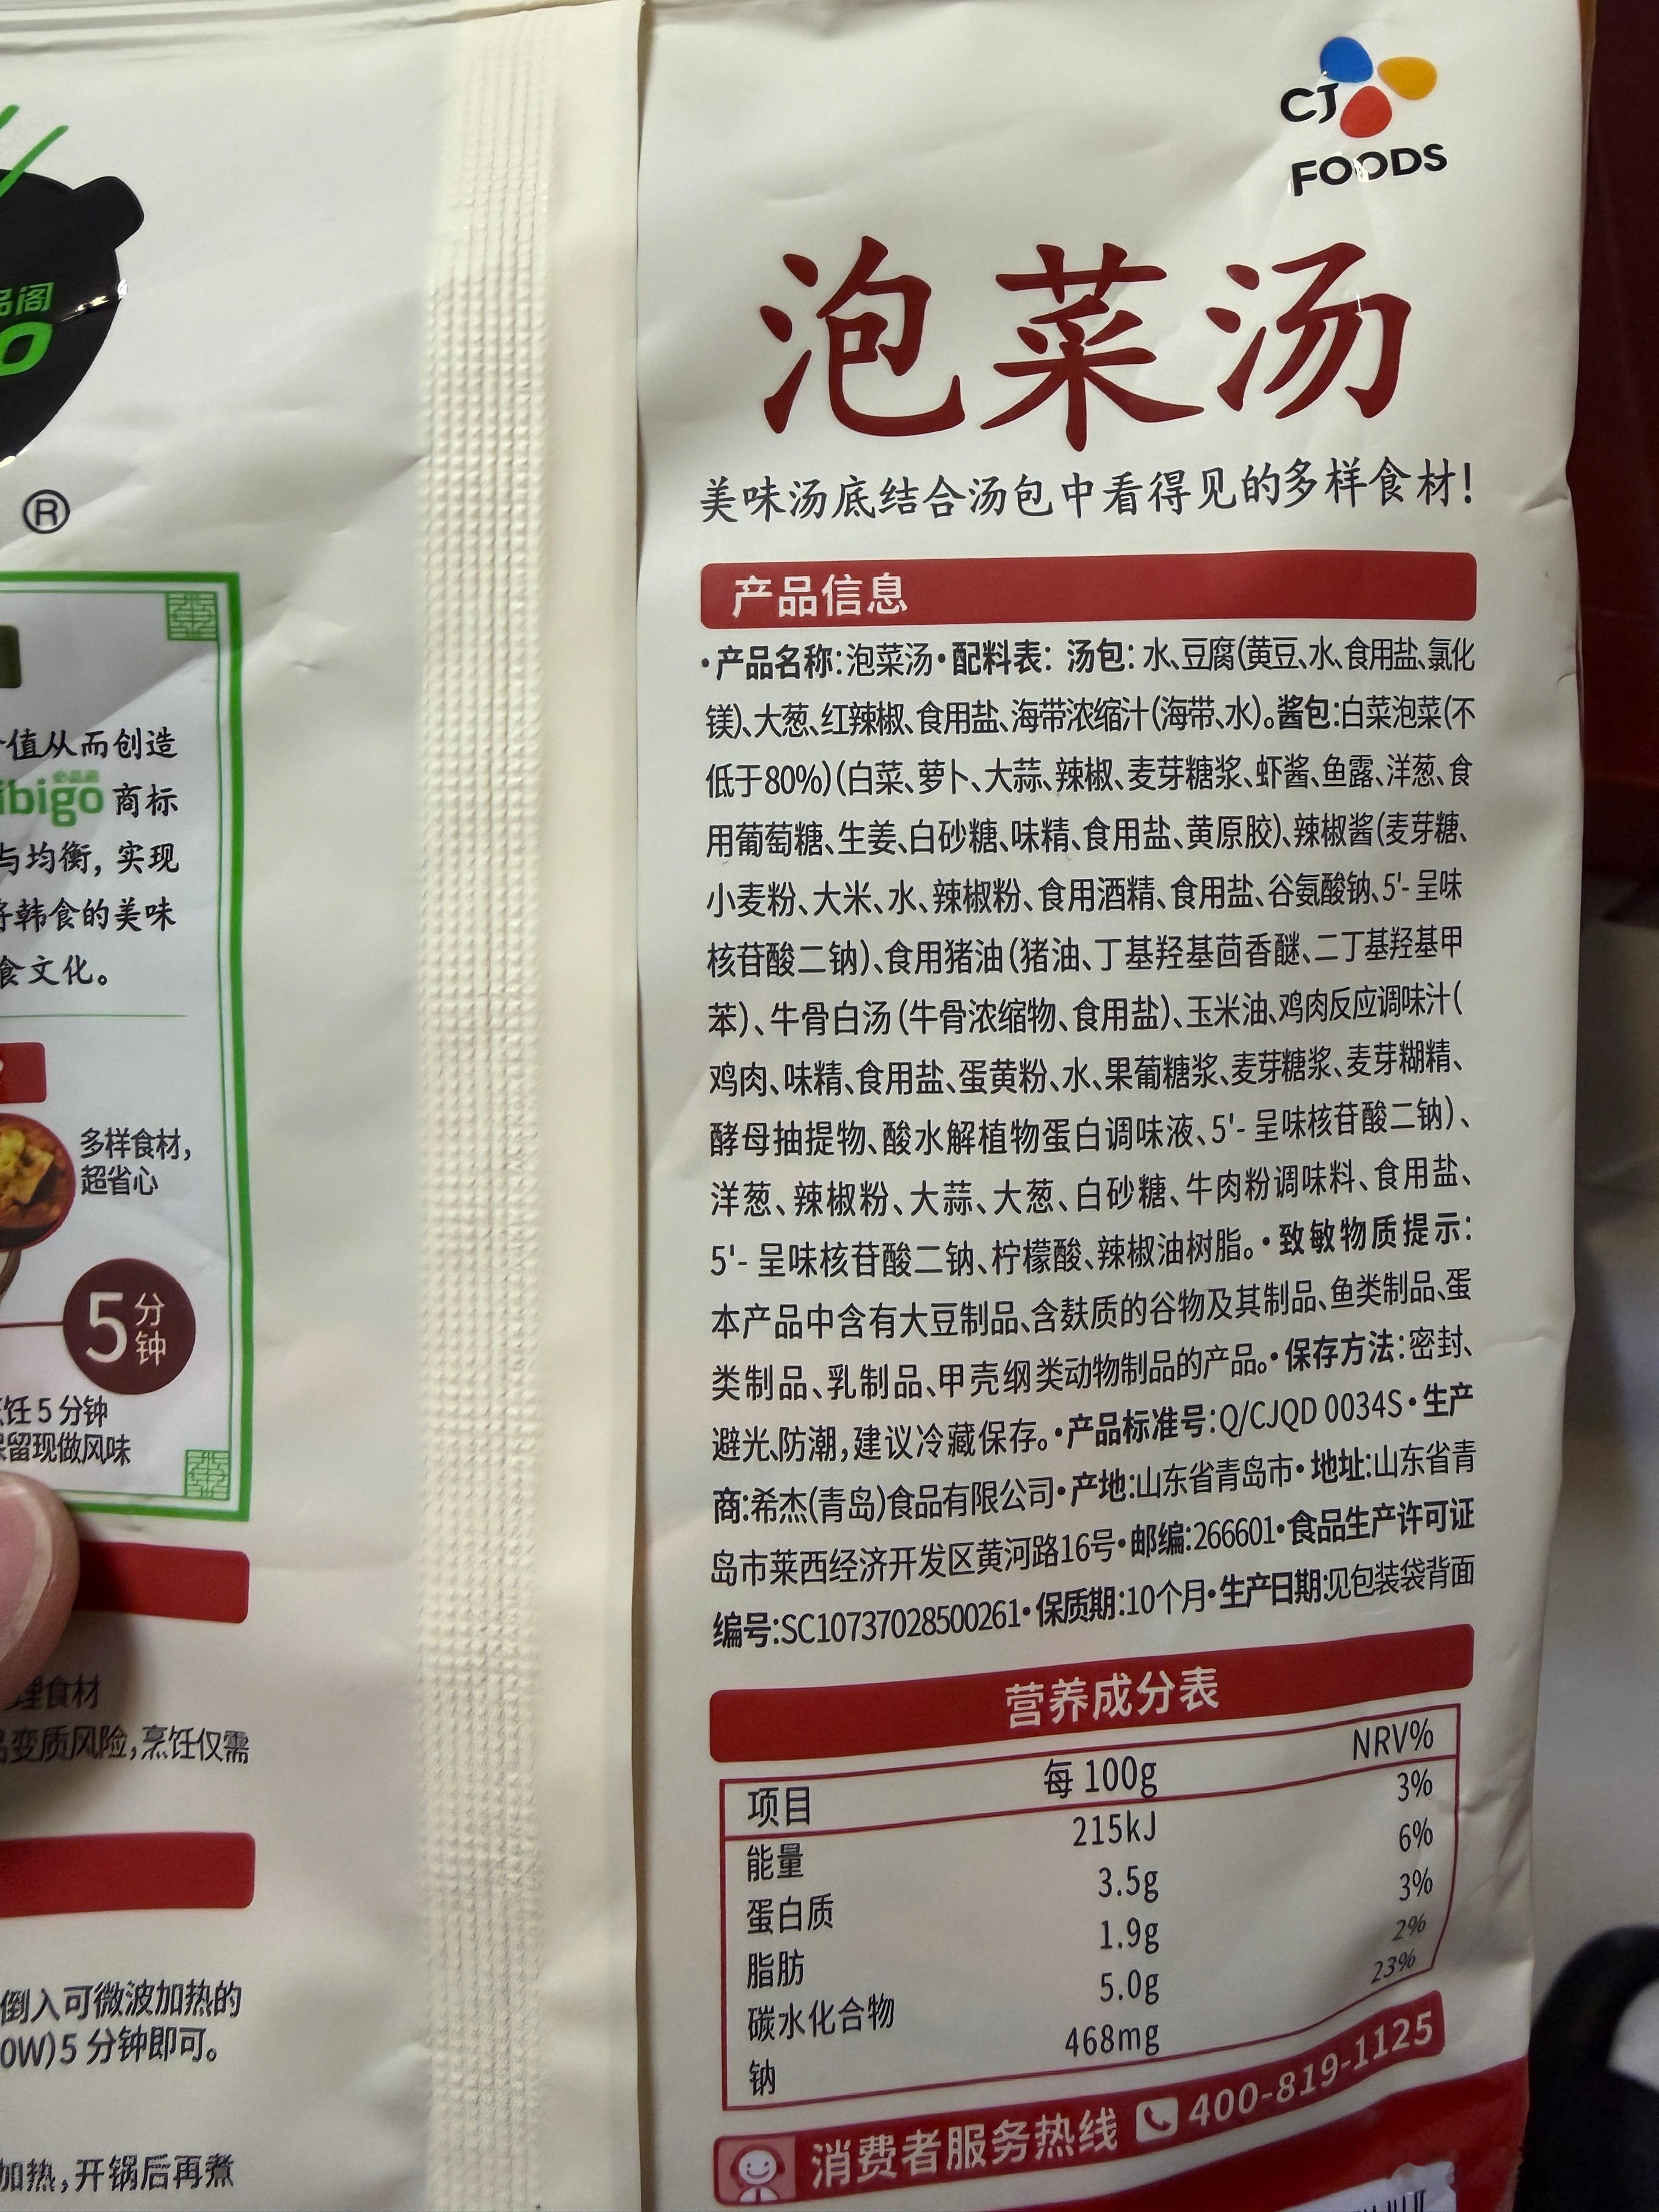 品阁
®
值从而创造
必品阁
ibigo 商标
与均衡, 实现
韩食的美味
食文化。
多样食材,
超省心
5 分
钟
饪 5 分钟
留现做风味
理食材
变质风险,烹饪仅需
倒入可微波加热的
0W)5 分钟即可。
加热,开锅后再煮
CJ
FOODS
泡菜汤
美味汤底结合汤包中看得见的多样食材!
产品信息
•产品名称:泡菜汤•配料表: 汤包: 水、豆腐(黄豆、水、食用盐、氯化
镁)、大葱、红辣椒、食用盐、海带浓缩汁(海带、水)。酱包:白菜泡菜(不
低于80%)(白菜、萝卜、大蒜、辣椒、麦芽糖浆、虾酱、鱼露、洋葱、食
用葡萄糖、生姜、白砂糖、味精、食用盐、黄原胶)、辣椒酱(麦芽糖、
小麦粉、大米、水、辣椒粉、食用酒精、食用盐、谷氨酸钠、5'- 呈味
核苷酸二钠)、食用猪油(猪油、丁基羟基茴香醚、二丁基羟基甲
苯)、牛骨白汤(牛骨浓缩物、食用盐)、玉米油、鸡肉反应调味汁(
鸡肉、味精、食用盐、蛋黄粉、水、果葡糖浆、麦芽糖浆、麦芽糊精、
酵母抽提物、酸水解植物蛋白调味液、5'- 呈味核苷酸二钠)、
洋葱、辣椒粉、大蒜、大葱、白砂糖、牛肉粉调味料、食用盐、
5'- 呈味核苷酸二钠、柠檬酸、辣椒油树脂。•致敏物质提示:
本产品中含有大豆制品、含麸质的谷物及其制品、鱼类制品、蛋
类制品、乳制品、甲壳纲类动物制品的产品。•保存方法:密封、
避光、防潮,建议冷藏保存。•产品标准号:Q/CJQD 0034S•生产
商:希杰(青岛)食品有限公司•产地:山东省青岛市•地址:山东省青
岛市莱西经济开发区黄河路16号•邮编:266601•食品生产许可证
编号:SC10737028500261•保质期:10个月•生产日期:见包装袋背面
营养成分表
项目 每 100g NRV%
能量 215kJ 3%
蛋白质 3.5g 6%
脂肪 1.9g 3%
碳水化合物 5.0g 2%
钠 468mg 23%
消费者服务热线 400-819-1125